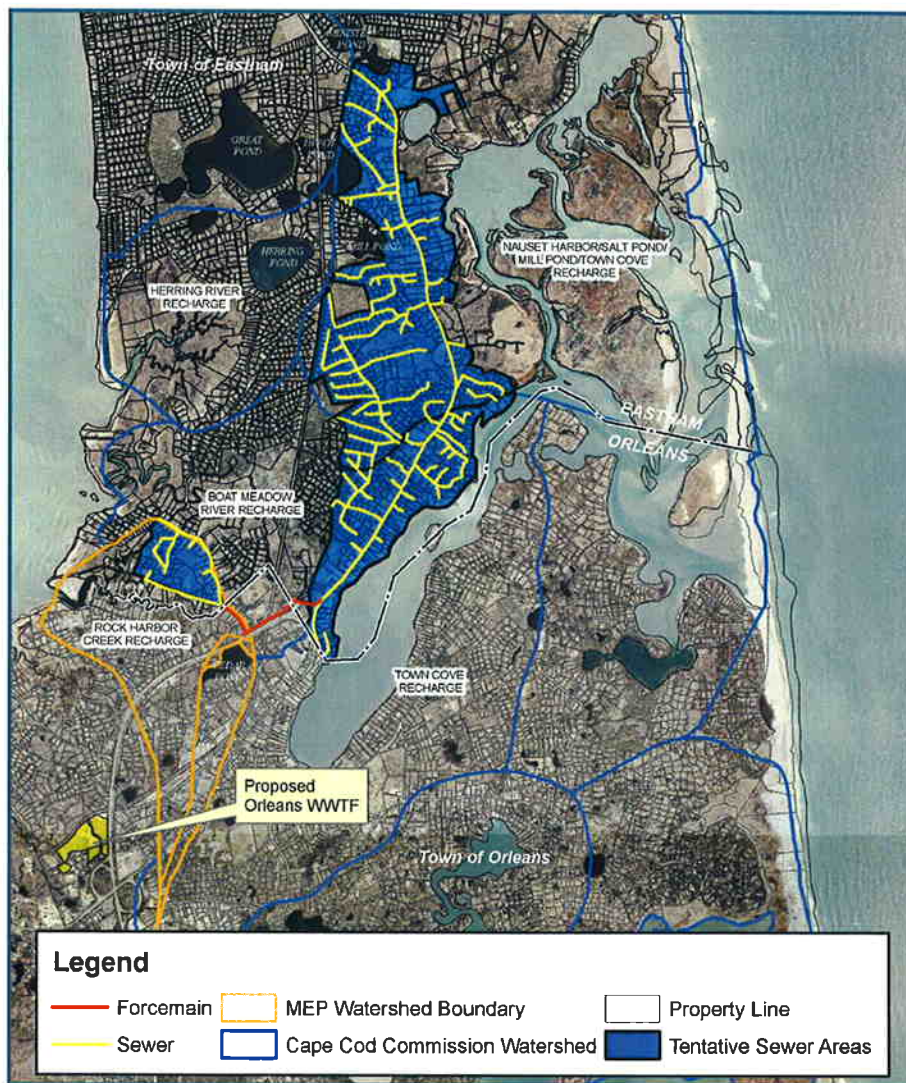 Town of Eastham
GREAT
POND
HERRING
POND
NAUSET HARBOR/SALT POND/
MILL POND/TOWN COVE
RECHARGE
HERRING RIVER
RECHARGE
EASTHAM
ORLEANS
BOAT MEADOW
RIVER RECHARGE
ROCK HARBOR
CREEK RECHARGE
TOWN COVE
RECHARGE
Proposed
Orleans WWTF
Town of Orleans
Legend
Forcemain
MEP Watershed Boundary
Property Line
Sewer
Cape Cod Commission Watershed
Tentative Sewer Areas